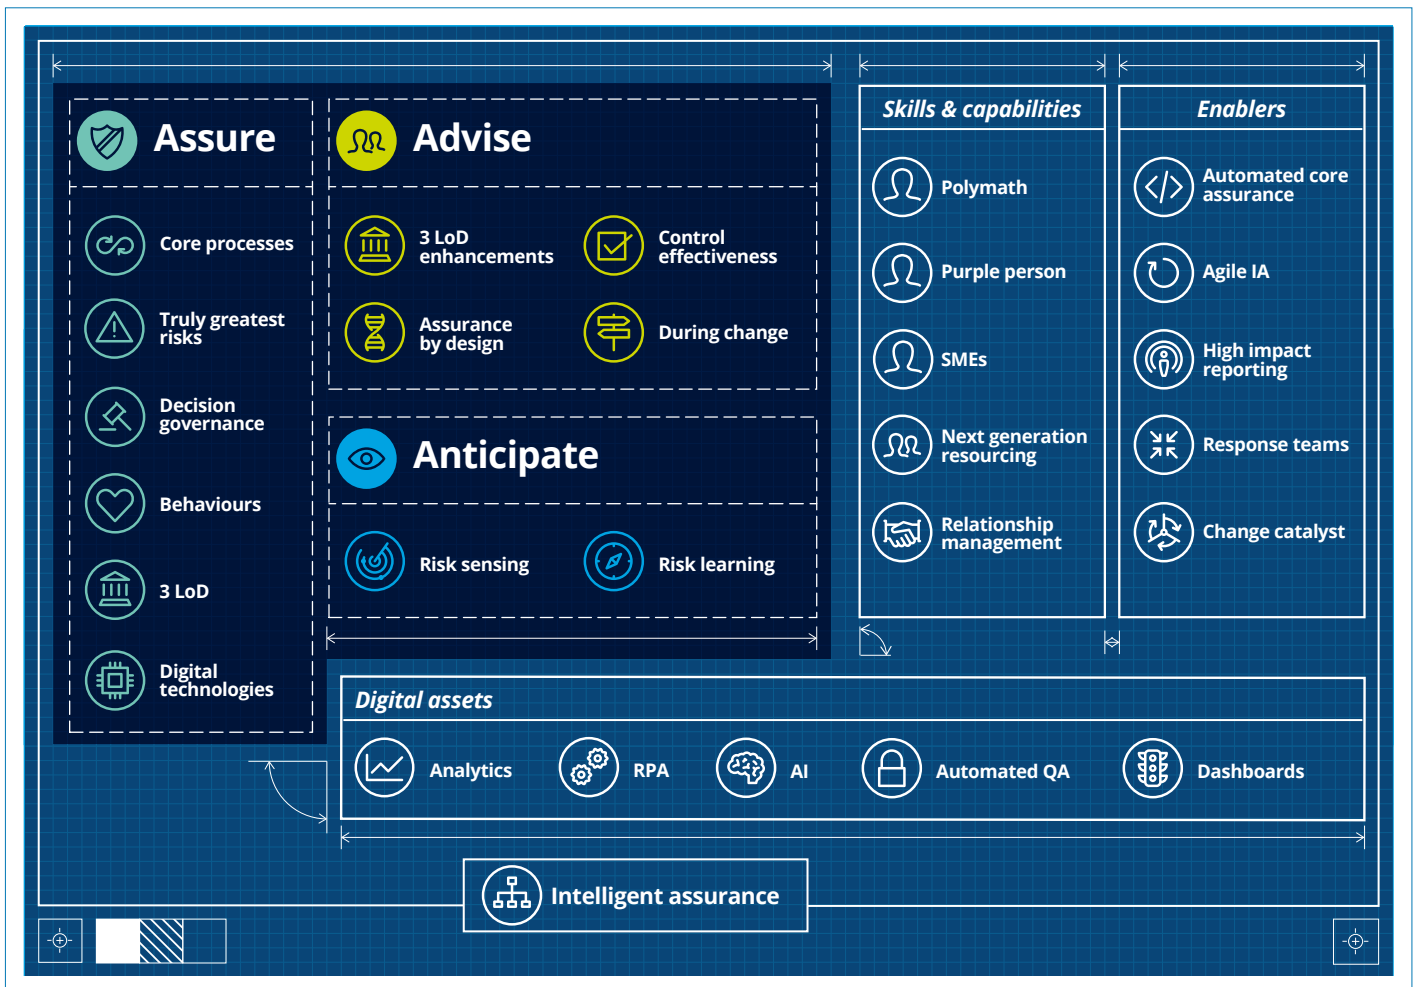 Assure
Core processes
Truly greatest
risks
Decision
governance
Behaviours
3 LoD
Digital
technologies
Advise
3 LoD
enhancements
Control
effectiveness
Assurance
by design
During change
Anticipate
Risk sensing
Risk learning
Skills & capabilities
Polymath
Purple person
SMEs
Next generation
resourcing
Relationship
management
Enablers
Automated core
assurance
Agile IA
High impact
reporting
Response teams
Change catalyst
Digital assets
Analytics
RPA
AI
Automated QA
Dashboards
Intelligent assurance